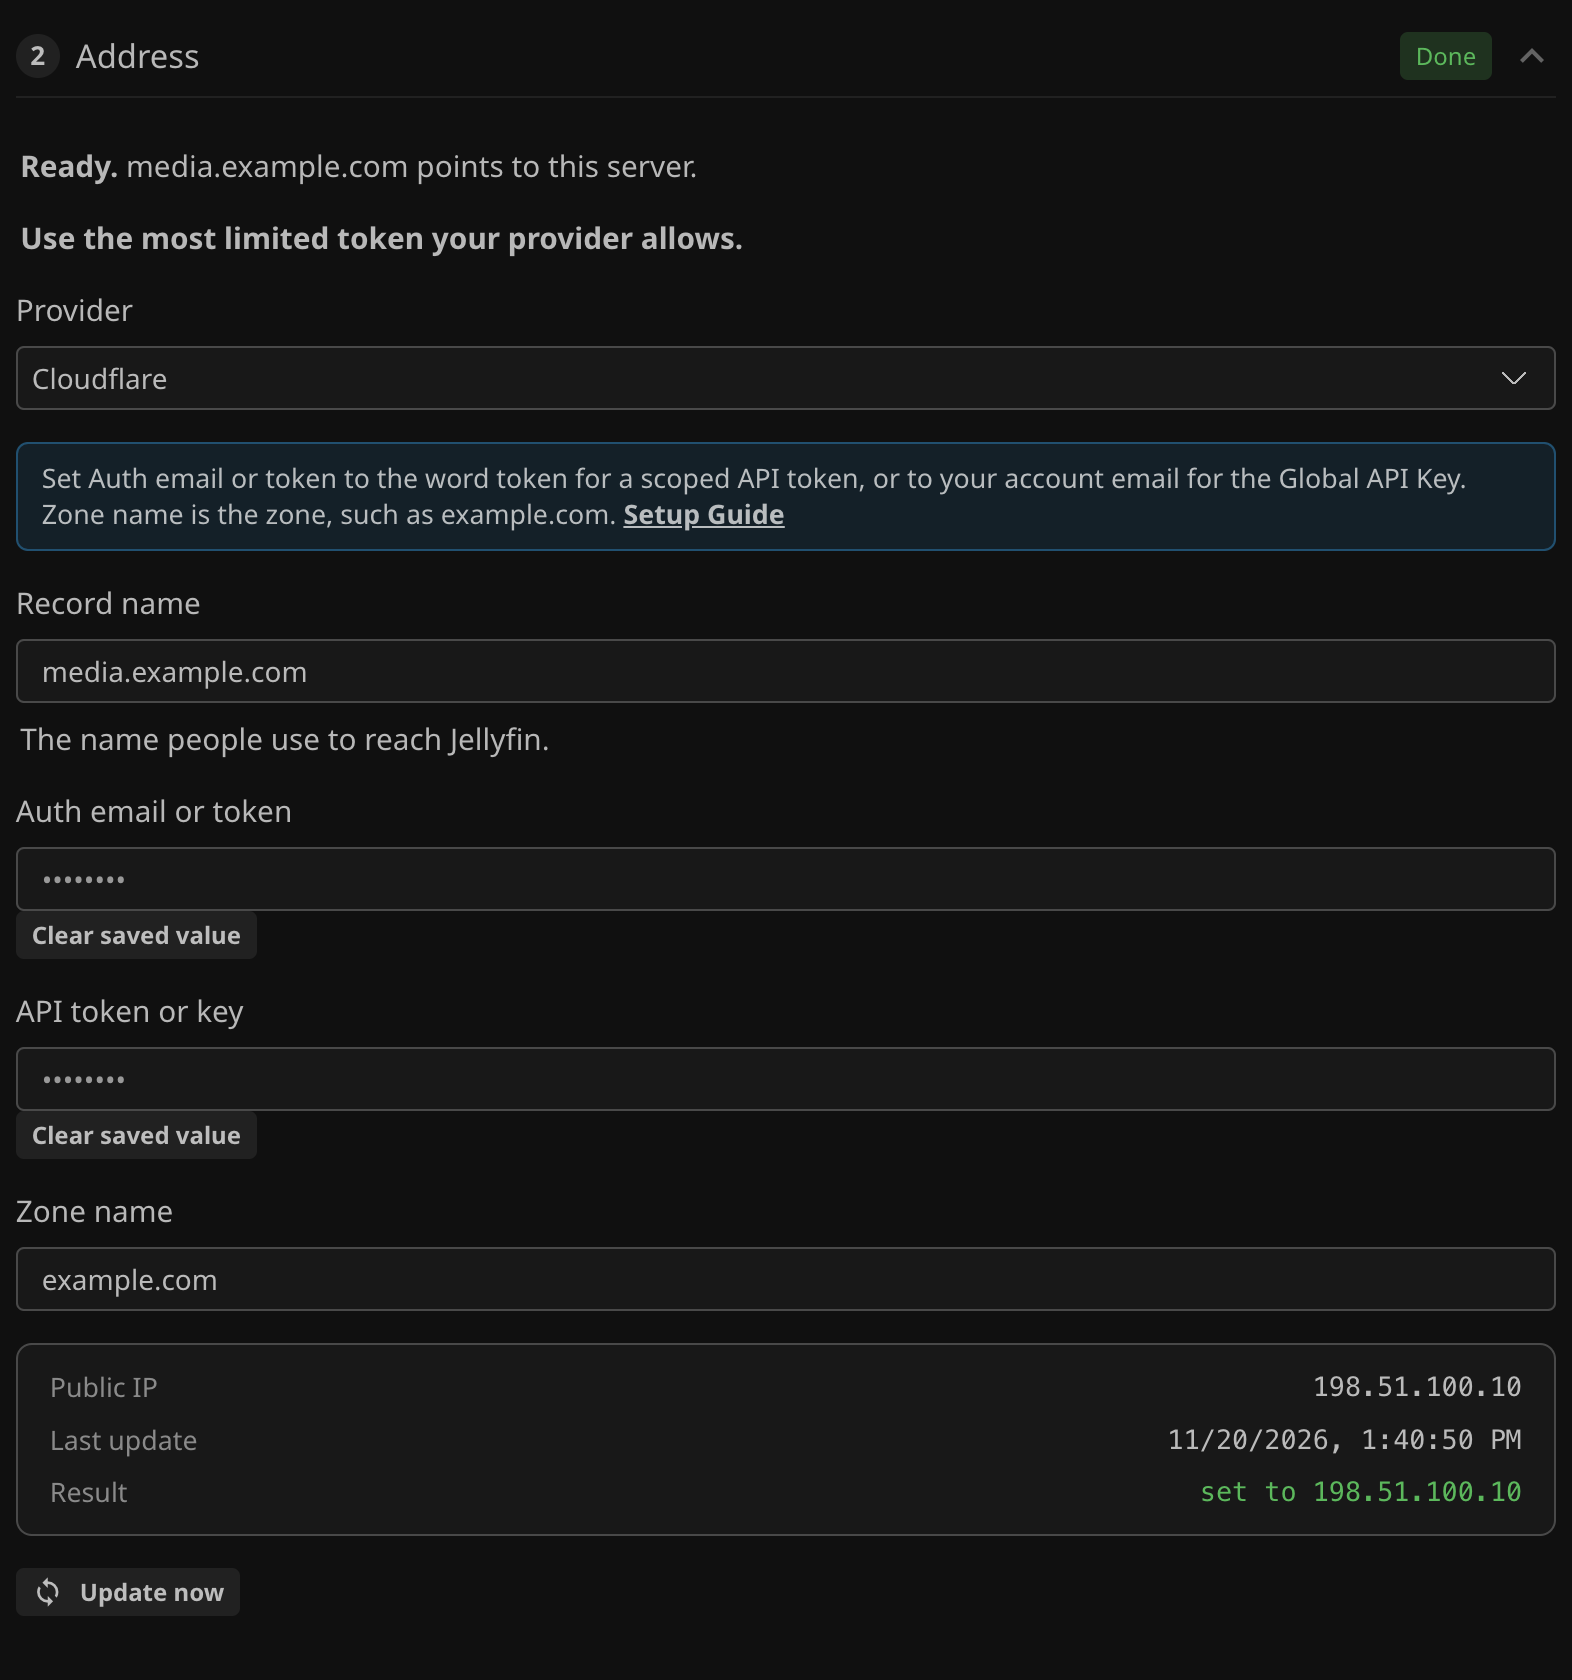 2 Address Done
Ready. media.example.com points to this server.
Use the most limited token your provider allows.
Provider
Cloudflare
Set Auth email or token to the word token for a scoped API token, or to your account email for the Global API Key.
Zone name is the zone, such as example.com. Setup Guide
Record name
media.example.com
The name people use to reach Jellyfin.
Auth email or token
••••••••
Clear saved value
API token or key
••••••••
Clear saved value
Zone name
example.com
Public IP 198.51.100.10
Last update 11/20/2026, 1:40:50 PM
Result set to 198.51.100.10
Update now